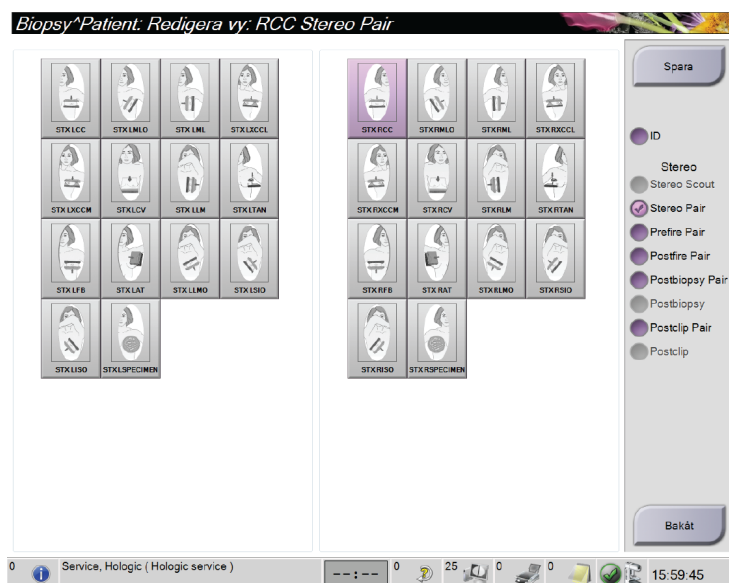 Biopsy^Patient: Redigera vy: RCC Stereo Pair
STX LCC STX LMLO STX LML STX LXCCL
STX LXCCM STX LCV STX LLM STX LTAN
STX LFB STX LAT STX LLMO STX LSIO
STX LISO STX LSPECIMEN
STX RCC STX RMLO STX RML STX RXCCL
STX RXCCM STX RCV STX RLM STX RTAN
STX RFB STX RAT STX RLMO STX RSIO
STX RISO STX RSPECIMEN
Spara
ID
Stereo
Stereo Scout
Stereo Pair
Prefire Pair
Postfire Pair
Postbiopsy Pair
Postbiopsy
Postclip Pair
Postclip
Bakåt
0 Service, Hologic ( Hologic service ) --:-- 0 25 0 0 15:59:45